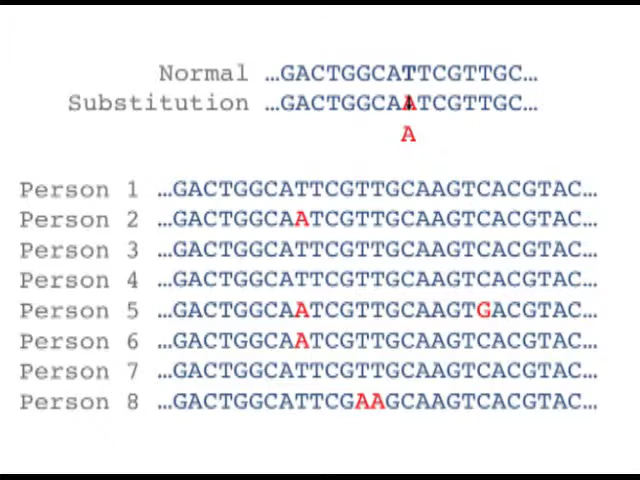 Normal …GACTGGCATTCGTTGC…
Substitution …GACTGGCAATCGTTGC…
A
Person 1 …GACTGGCATTCGTTGCAAGTCACGTAC…
Person 2 …GACTGGCAATCGTTGCAAGTCACGTAC…
Person 3 …GACTGGCATTCGTTGCAAGTCACGTAC…
Person 4 …GACTGGCATTCGTTGCAAGTCACGTAC…
Person 5 …GACTGGCAATCGTTGCAAGTGACGTAC…
Person 6 …GACTGGCAATCGTTGCAAGTCACGTAC…
Person 7 …GACTGGCATTCGTTGCAAGTCACGTAC…
Person 8 …GACTGGCATTCGAAGCAAGTCACGTAC…